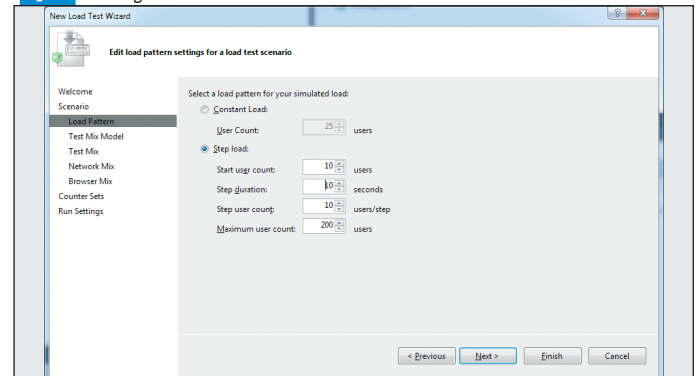 New Load Test Wizard
Edit load pattern settings for a load test scenario
Welcome
Scenario
Load Pattern
Test Mix Model
Test Mix
Network Mix
Browser Mix
Counter Sets
Run Settings
Select a load pattern for your simulated load:
Constant Load:
User Count: 25 users
Step load:
Start user count: 10 users
Step duration: 10 seconds
Step user count: 10 users/step
Maximum user count: 200 users
< Previous Next > Finish Cancel